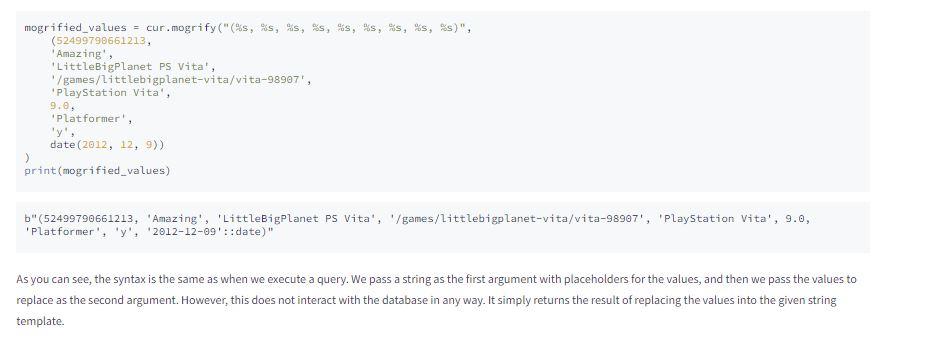 mogrified_values = cur.mogrify("(%s, %s, %s, %s, %s, %s, %s, %s, %s)",
(52499790661213,
'Amazing',
'LittleBigPlanet PS Vita',
'/games/littlebigplanet-vita/vita-98907',
'PlayStation Vita',
9.0,
'Platformer',
'y',
date(2012, 12, 9))
)
print(mogrified_values)
b"(52499790661213, 'Amazing', 'LittleBigPlanet PS Vita', '/games/littlebigplanet-vita/vita-98907', 'PlayStation Vita', 9.0,
'Platformer', 'y', '2012-12-09'::date)"
As you can see, the syntax is the same as when we execute a query. We pass a string as the first argument with placeholders for the values, and then we pass the values to
replace as the second argument. However, this does not interact with the database in any way. It simply returns the result of replacing the values into the given string
template.